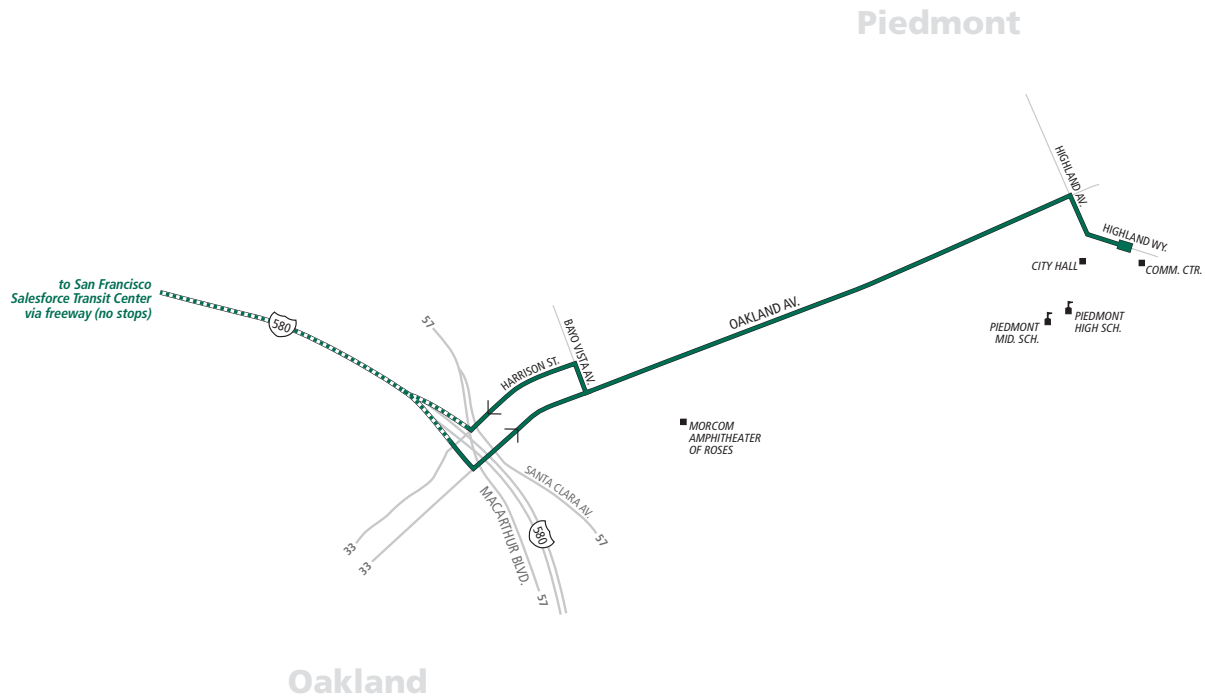 Piedmont
HIGHLAND AV.
HIGHLAND WY.
CITY HALL
COMM. CTR.
to San Francisco
Salesforce Transit Center
via freeway (no stops)
580
57
BAYO VISTA AV.
HARRISON ST.
OAKLAND AV.
PIEDMONT
MID. SCH.
PIEDMONT
HIGH SCH.
MORCOM
AMPHITHEATER
OF ROSES
SANTA CLARA AV.
MACARTHUR BLVD.
580
57
33
33
57
Oakland